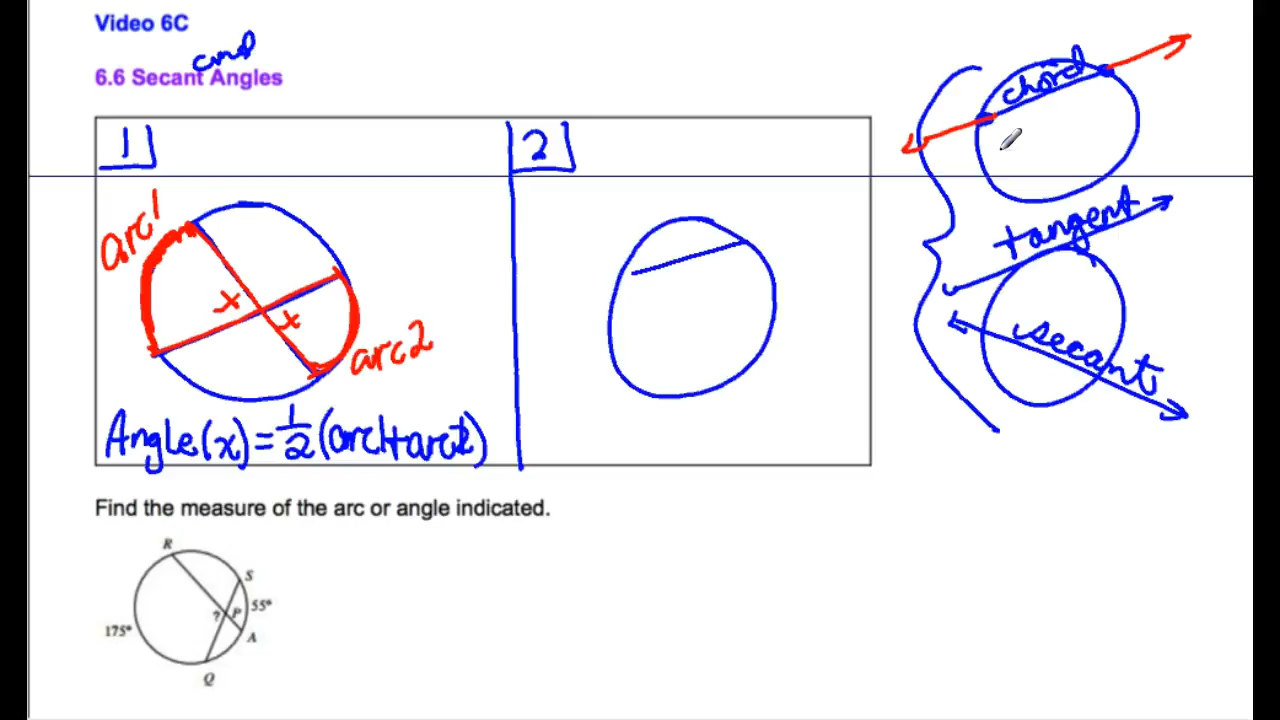 Video 6C
cmd
6.6 Secant Angles
1
2
arc1
x
x
arc2
Angle(x) = 1/2 (arc1+arc2)
chord
tangent
secant
Find the measure of the arc or angle indicated.
R
S
55°
? P
175°
A
Q